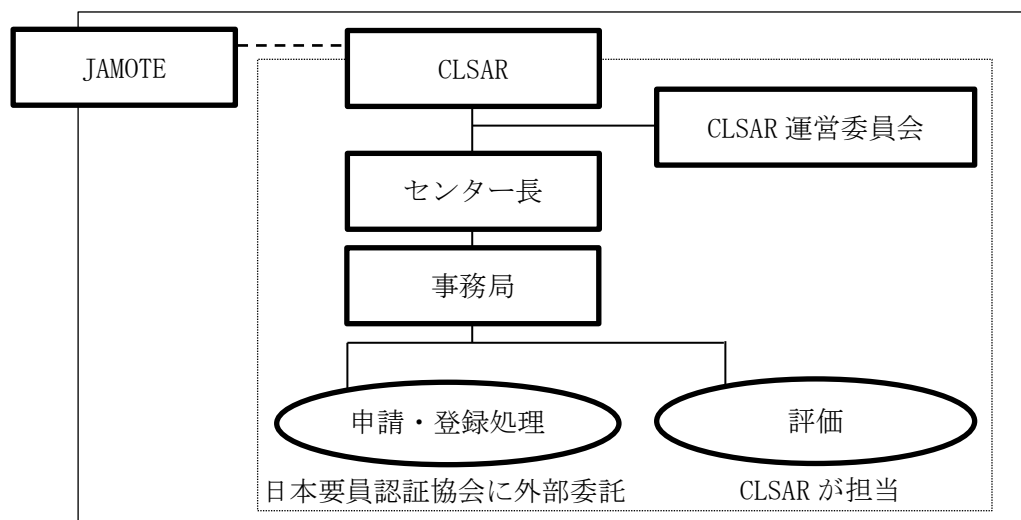 JAMOTE
CLSAR
CLSAR 運営委員会
センター長
事務局
申請・登録処理
評価
日本要員認証協会に外部委託
CLSAR が担当